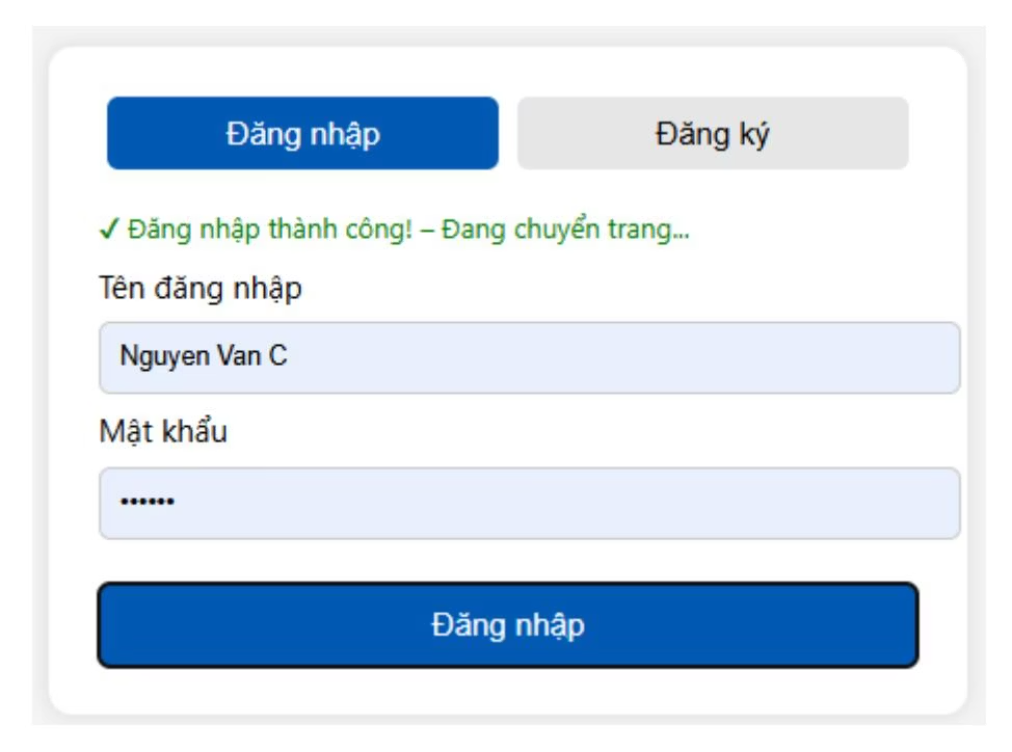 Đăng nhập
Đăng ký
✓ Đăng nhập thành công! – Đang chuyển trang...
Tên đăng nhập
Nguyen Van C
Mật khẩu
••••••
Đăng nhập